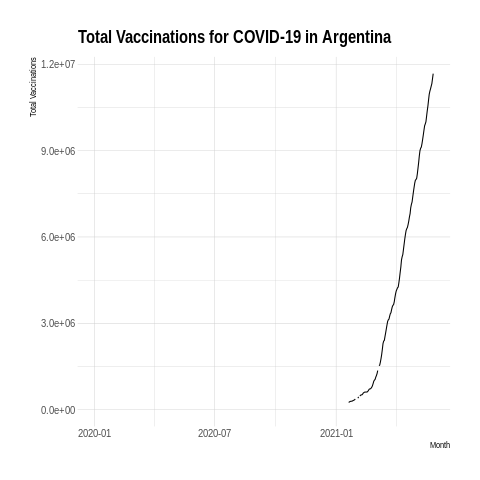 Total Vaccinations for COVID-19 in Argentina
Total Vaccinations
1.2e+07
9.0e+06
6.0e+06
3.0e+06
0.0e+00
2020-01
2020-07
2021-01
Month